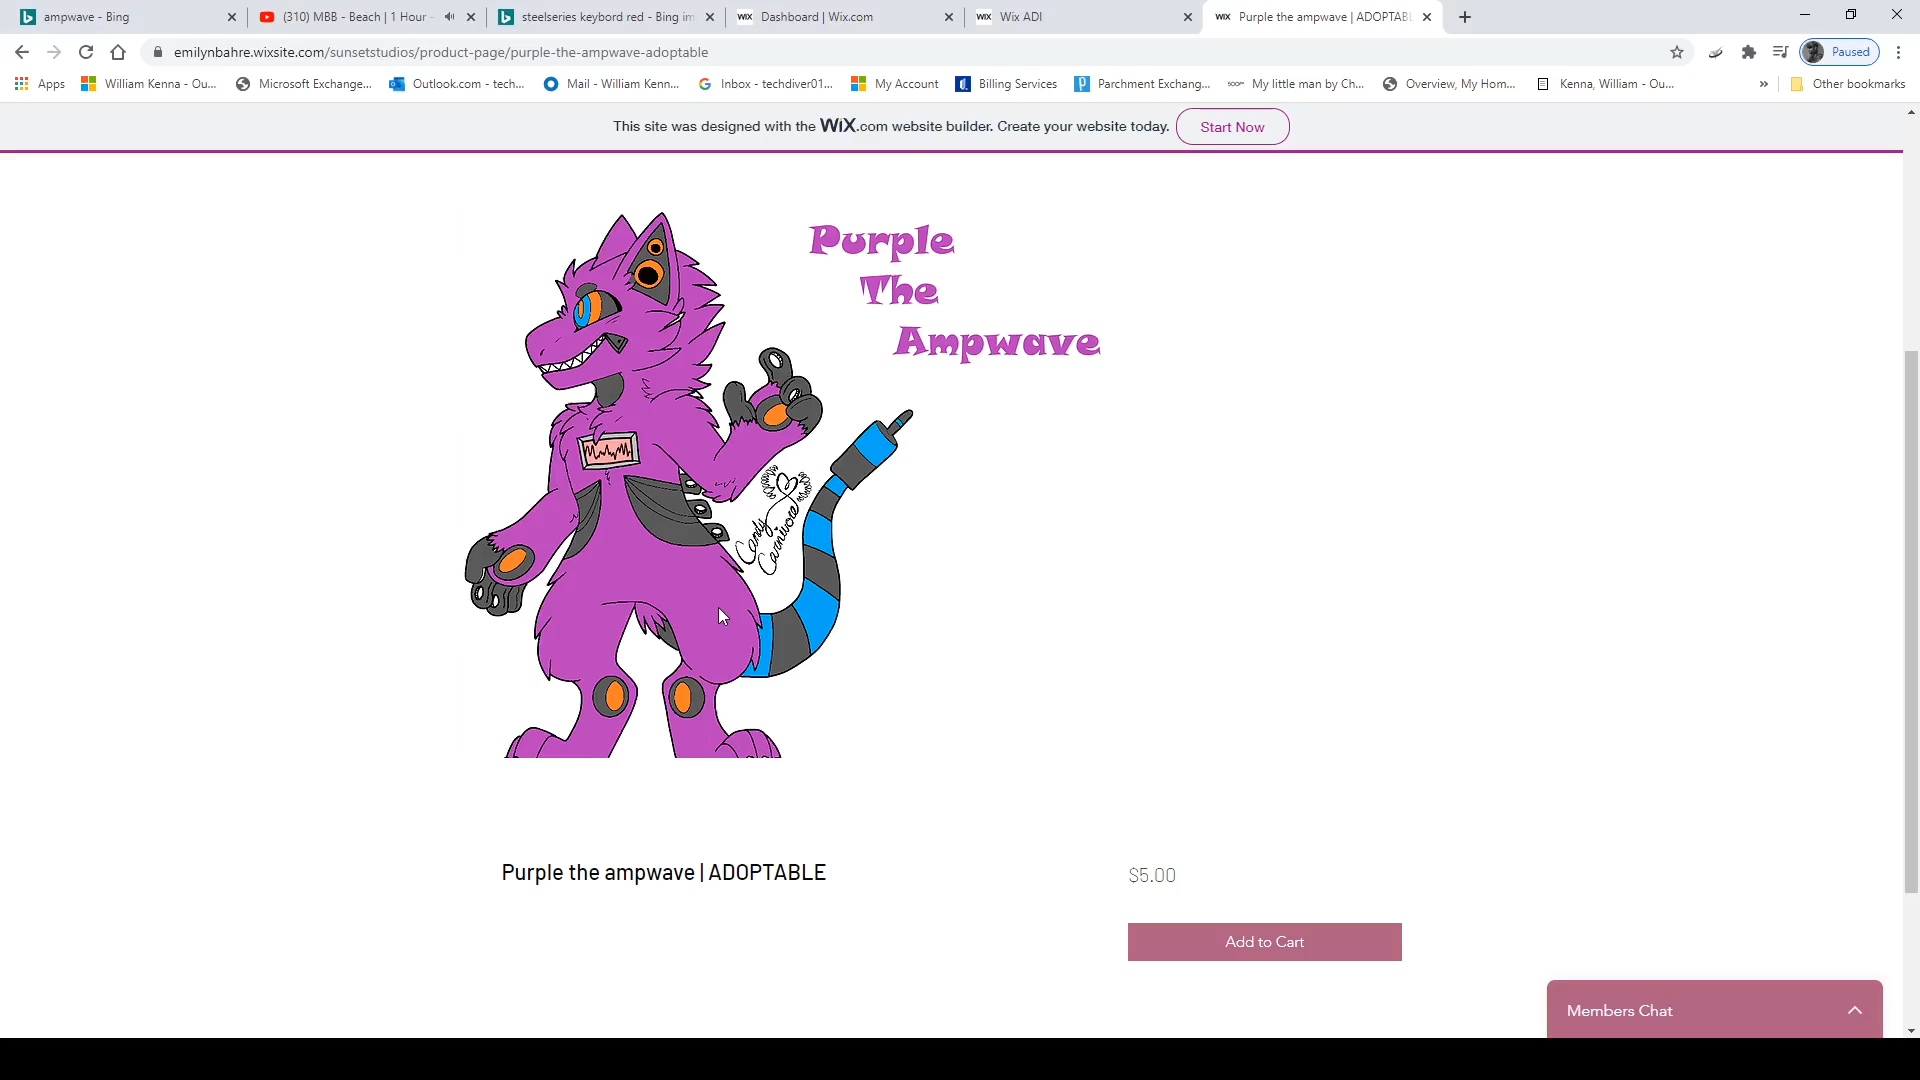 ampwave - Bing
(310) MBB - Beach | 1 Hour
steelseries keybord red - Bing im
WIX Dashboard | Wix.com
WIX Wix ADI
WIX Purple the ampwave | ADOPTABL
emilynbahre.wixsite.com/sunsetstudios/product-page/purple-the-ampwave-adoptable
Paused
Apps
William Kenna - Ou...
Microsoft Exchange...
Outlook.com - tech...
Mail - William Kenn...
Inbox - techdiver01...
My Account
Billing Services
Parchment Exchang...
My little man by Ch...
Overview, My Hom...
Kenna, William - Ou...
»
Other bookmarks
This site was designed with the WiX.com website builder. Create your website today.
Start Now
Purple
The
Ampwave
Candy
Carnivore
Purple the ampwave | ADOPTABLE
$5.00
Add to Cart
Members Chat